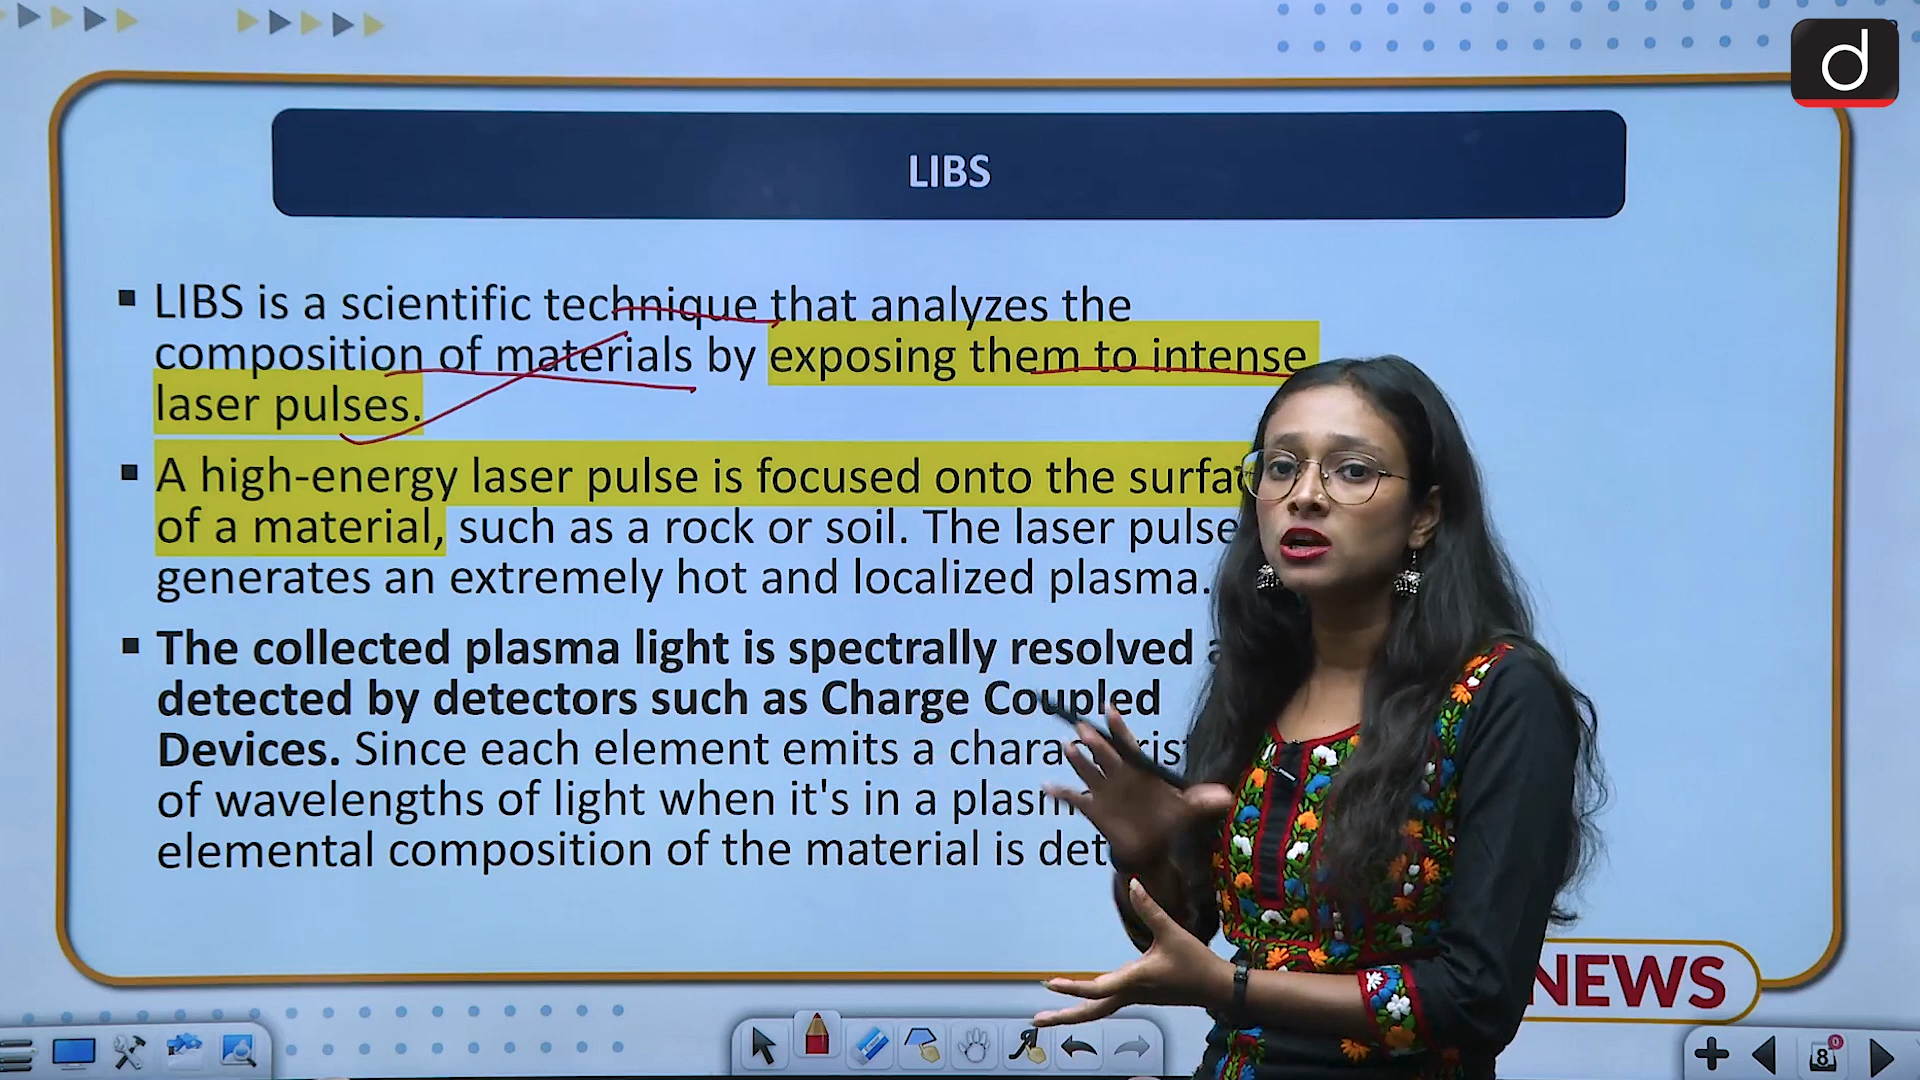 d
LIBS
▪ LIBS is a scientific technique that analyzes the
composition of materials by exposing them to intense
laser pulses.
▪ A high-energy laser pulse is focused onto the
of a material, such as a rock or soil. The laser pulse
generates an extremely hot and localized plasma.
▪ The collected plasma light is spectrally resolved
detected by detectors such as Charge Coupled
Devices. Since each element emits a
of wavelengths of light when it's in a
elemental composition of the material is
NEWS
8
0